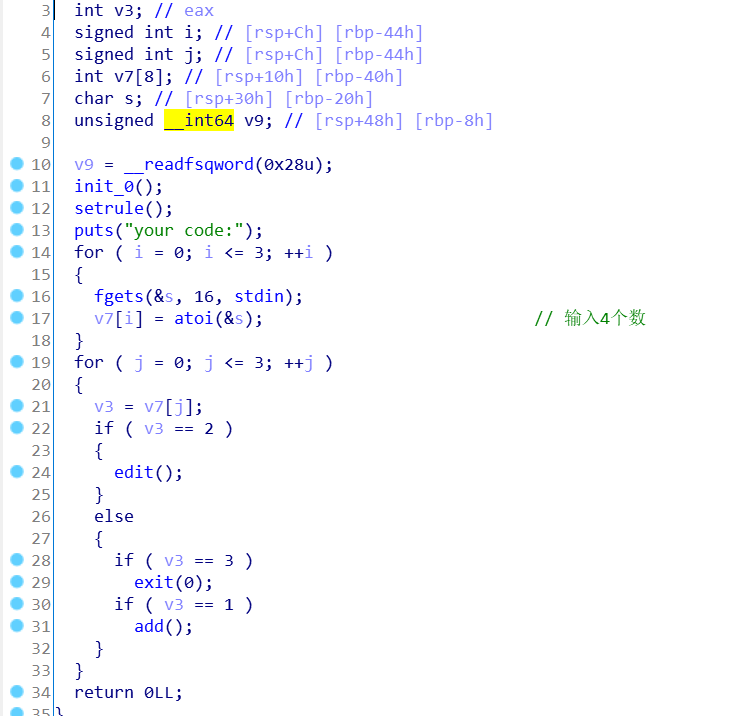 3 int v3; // eax
4 signed int i; // [rsp+Ch] [rbp-44h]
5 signed int j; // [rsp+Ch] [rbp-44h]
6 int v7[8]; // [rsp+10h] [rbp-40h]
7 char s; // [rsp+30h] [rbp-20h]
8 unsigned __int64 v9; // [rsp+48h] [rbp-8h]
9
10 v9 = __readfsqword(0x28u);
11 init_0();
12 setrule();
13 puts("your code:");
14 for ( i = 0; i <= 3; ++i )
15 {
16 fgets(&s, 16, stdin);
17 v7[i] = atoi(&s); // 输入4个数
18 }
19 for ( j = 0; j <= 3; ++j )
20 {
21 v3 = v7[j];
22 if ( v3 == 2 )
23 {
24 edit();
25 }
26 else
27 {
28 if ( v3 == 3 )
29 exit(0);
30 if ( v3 == 1 )
31 add();
32 }
33 }
34 return 0LL;
35 }